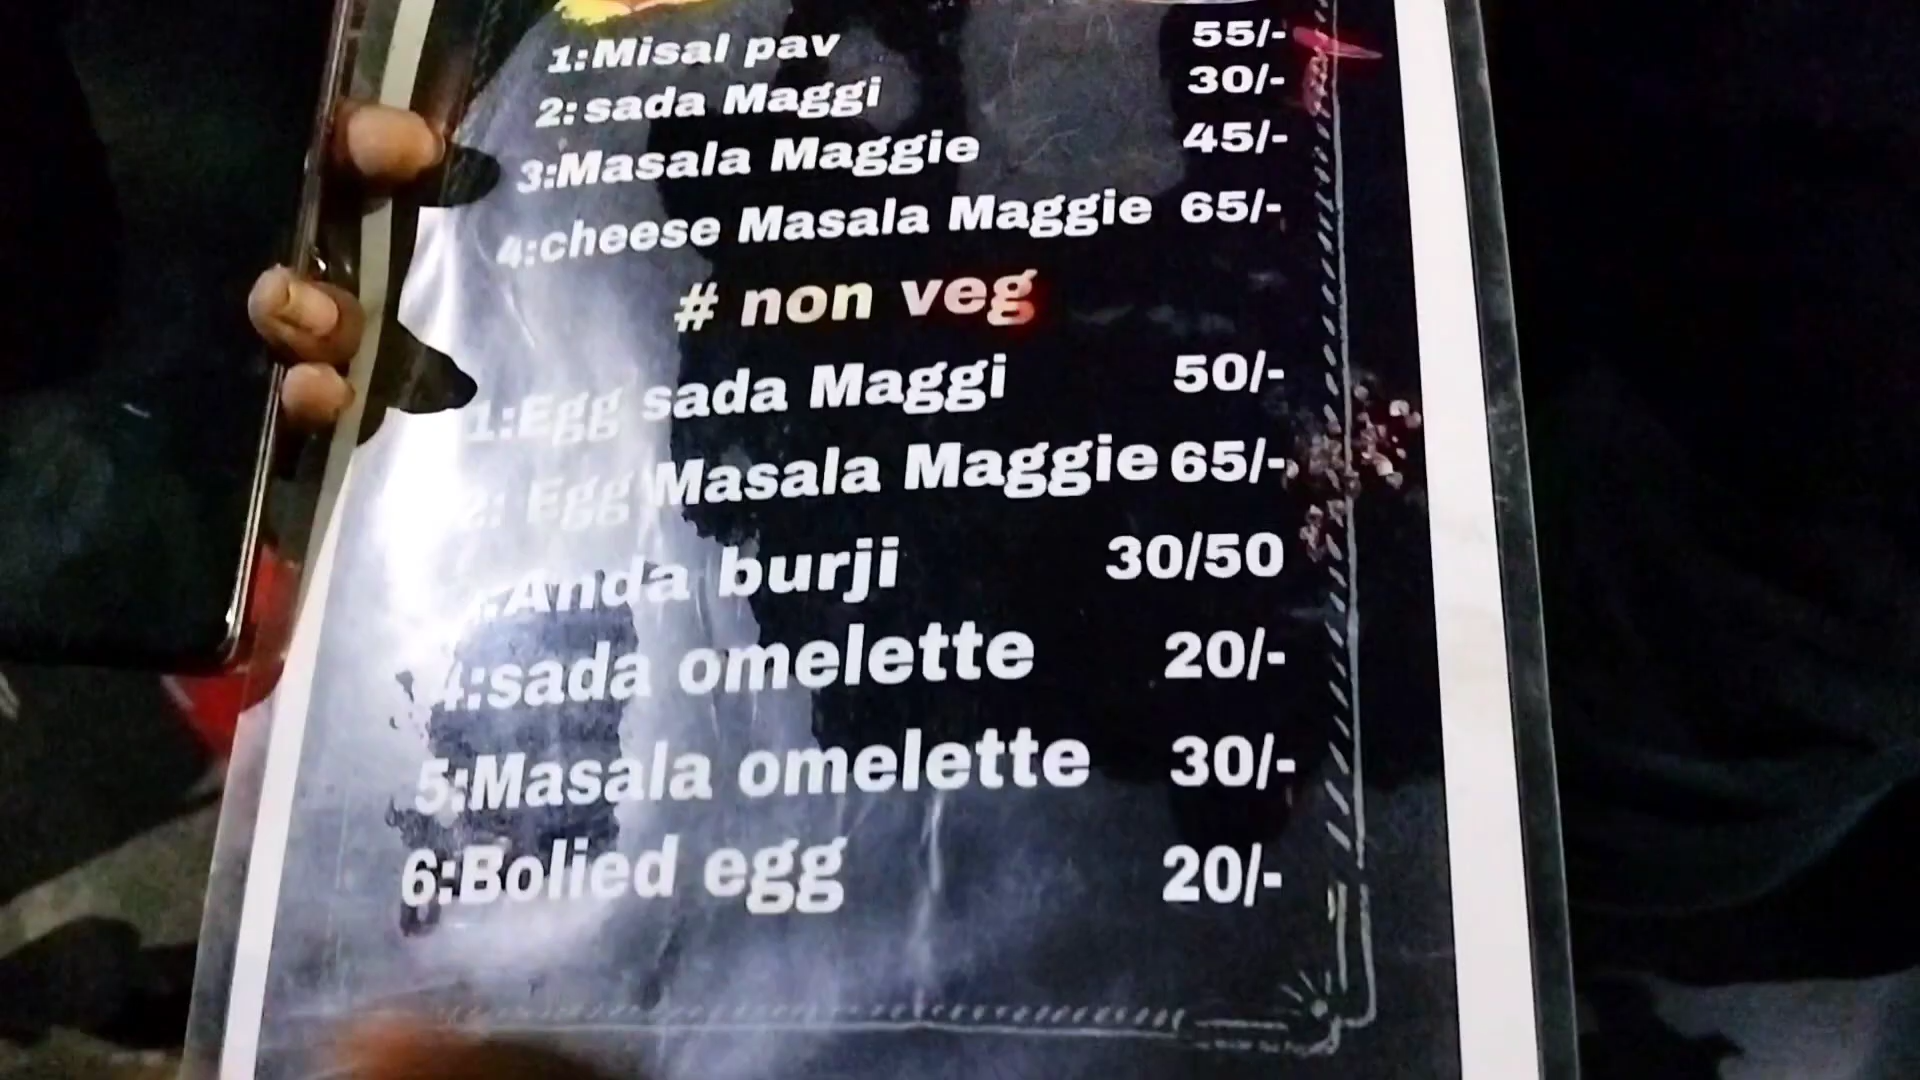 1:Misal pav 55/-
2: sada Maggi 30/-
3:Masala Maggie 45/-
4:cheese Masala Maggie 65/-
# non veg
1:Egg sada Maggi 50/-
2: Egg Masala Maggie 65/-
:Anda burji 30/50
4:sada omelette 20/-
5:Masala omelette 30/-
6:Bolied egg 20/-